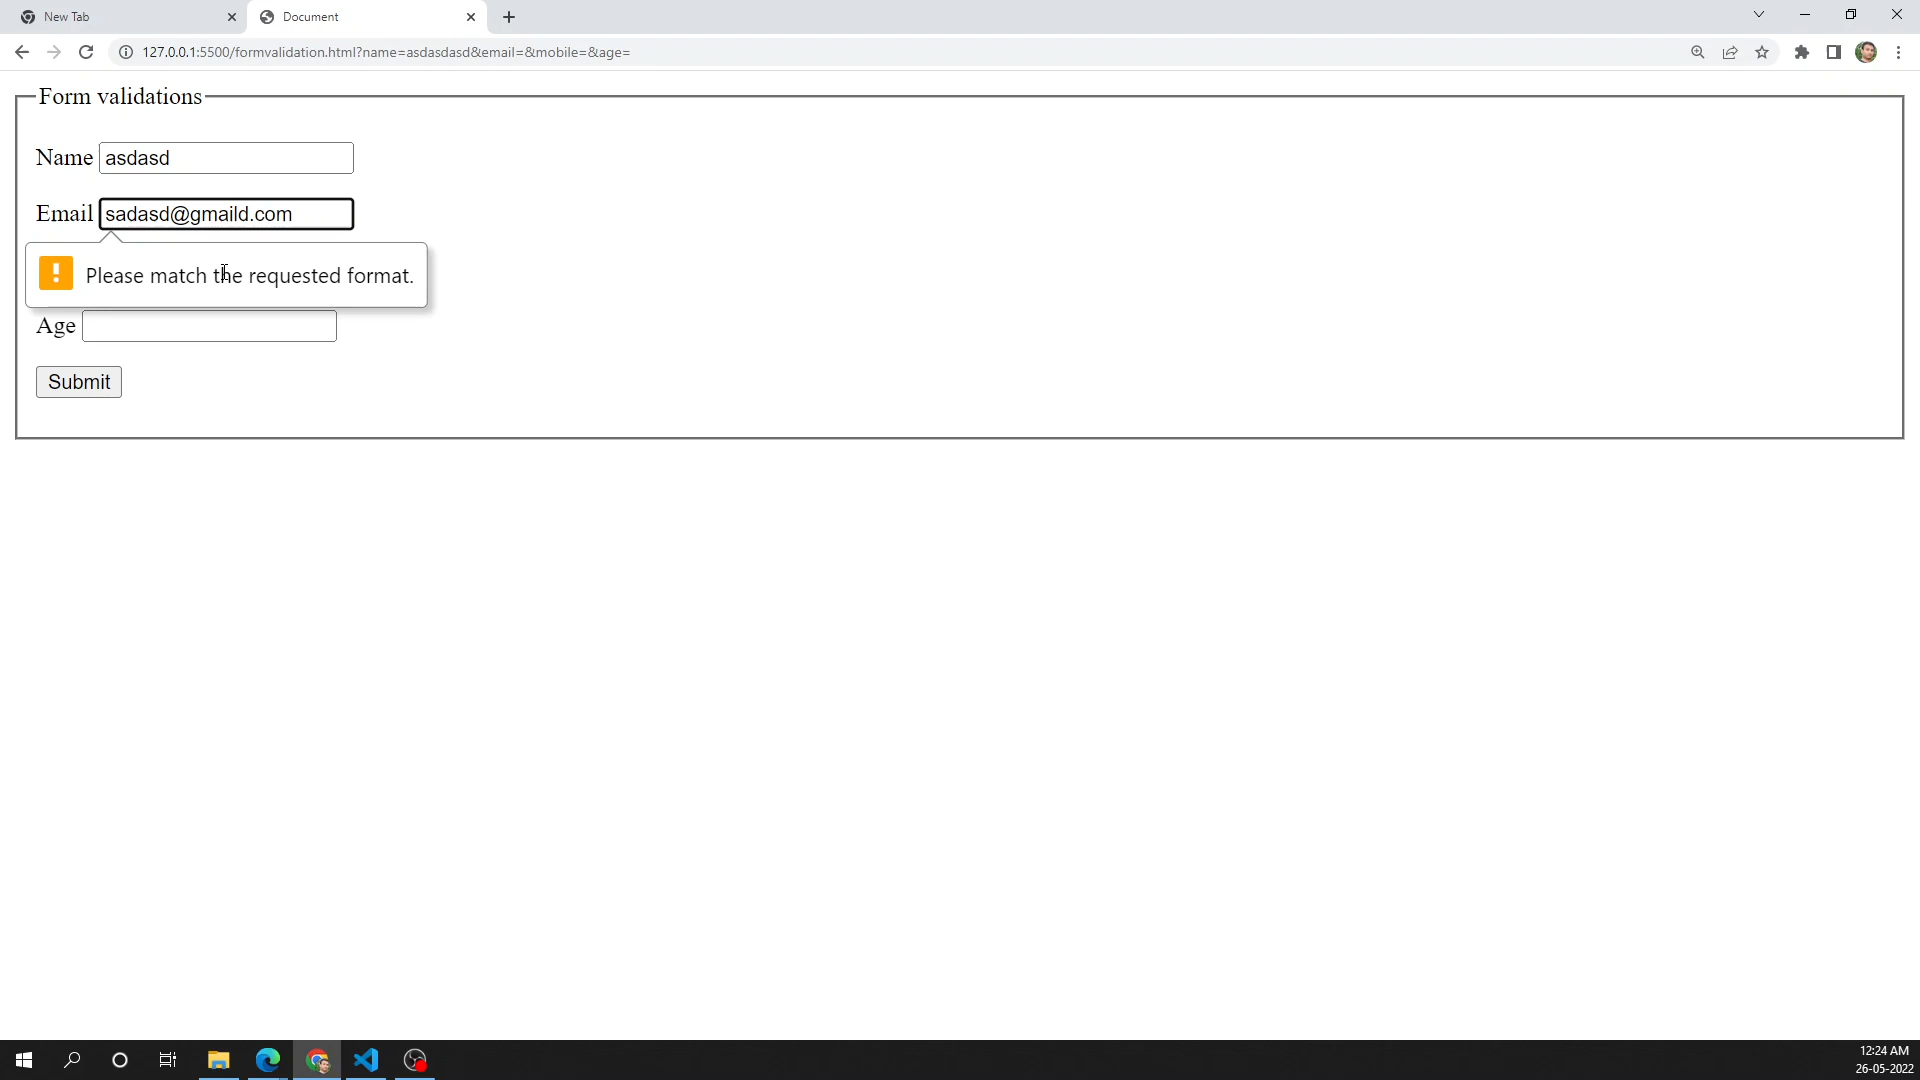 New Tab
Document
127.0.0.1:5500/formvalidation.html?name=asdasdasd&email=&mobile=&age=
Form validations
Name asdasd
Email sadasd@gmaild.com
Please match the requested format.
Age
Submit
12:24 AM
26-05-2022